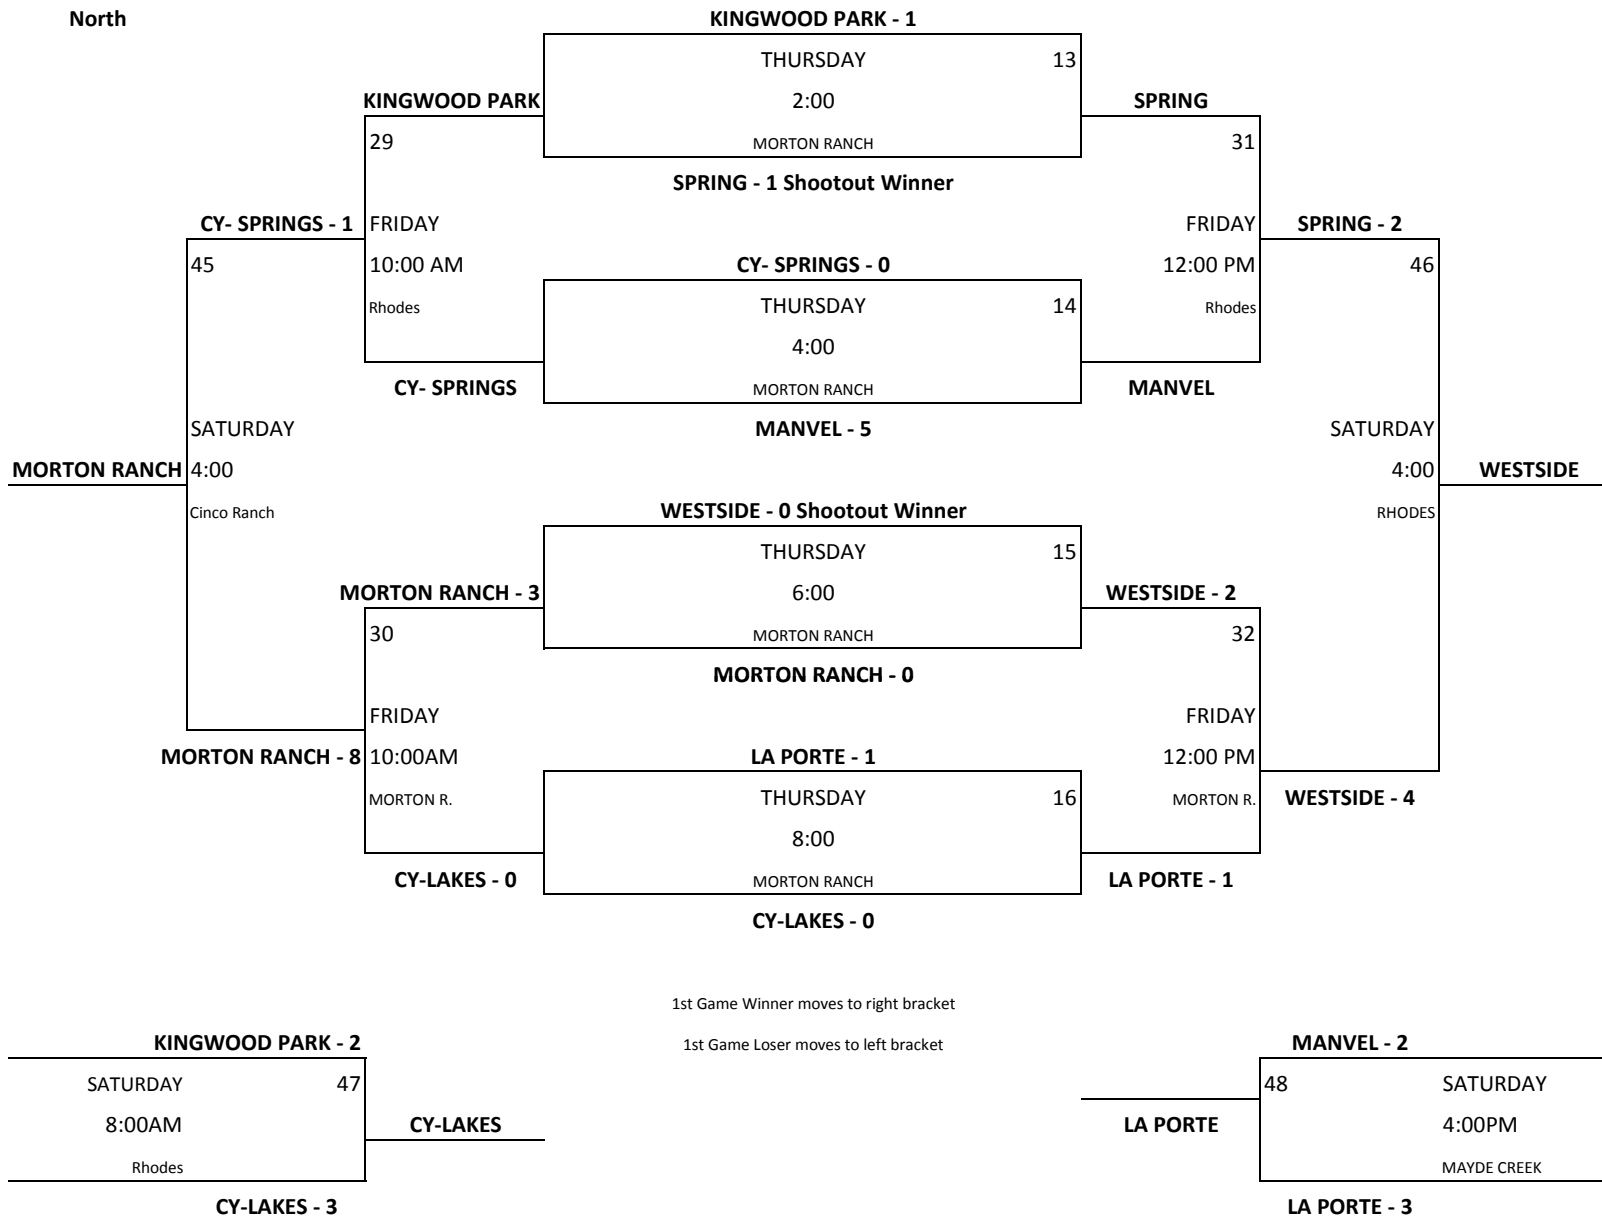 North
KINGWOOD PARK - 1
THURSDAY 13
KINGWOOD PARK 2:00 SPRING
29 MORTON RANCH 31
SPRING - 1 Shootout Winner
CY- SPRINGS - 1 FRIDAY FRIDAY SPRING - 2
45 10:00 AM CY- SPRINGS - 0 12:00 PM 46
Rhodes THURSDAY 14 Rhodes
4:00
CY- SPRINGS MORTON RANCH MANVEL
SATURDAY MANVEL - 5 SATURDAY
MORTON RANCH 4:00 4:00 WESTSIDE
Cinco Ranch WESTSIDE - 0 Shootout Winner RHODES
THURSDAY 15
MORTON RANCH - 3 6:00 WESTSIDE - 2
30 MORTON RANCH 32
MORTON RANCH - 0
FRIDAY FRIDAY
MORTON RANCH - 8 10:00AM LA PORTE - 1 12:00 PM
MORTON R. THURSDAY 16 MORTON R. WESTSIDE - 4
8:00
CY-LAKES - 0 MORTON RANCH LA PORTE - 1
CY-LAKES - 0
1st Game Winner moves to right bracket
KINGWOOD PARK - 2 1st Game Loser moves to left bracket MANVEL - 2
SATURDAY 47 48 SATURDAY
8:00AM CY-LAKES LA PORTE 4:00PM
Rhodes MAYDE CREEK
CY-LAKES - 3 LA PORTE - 3